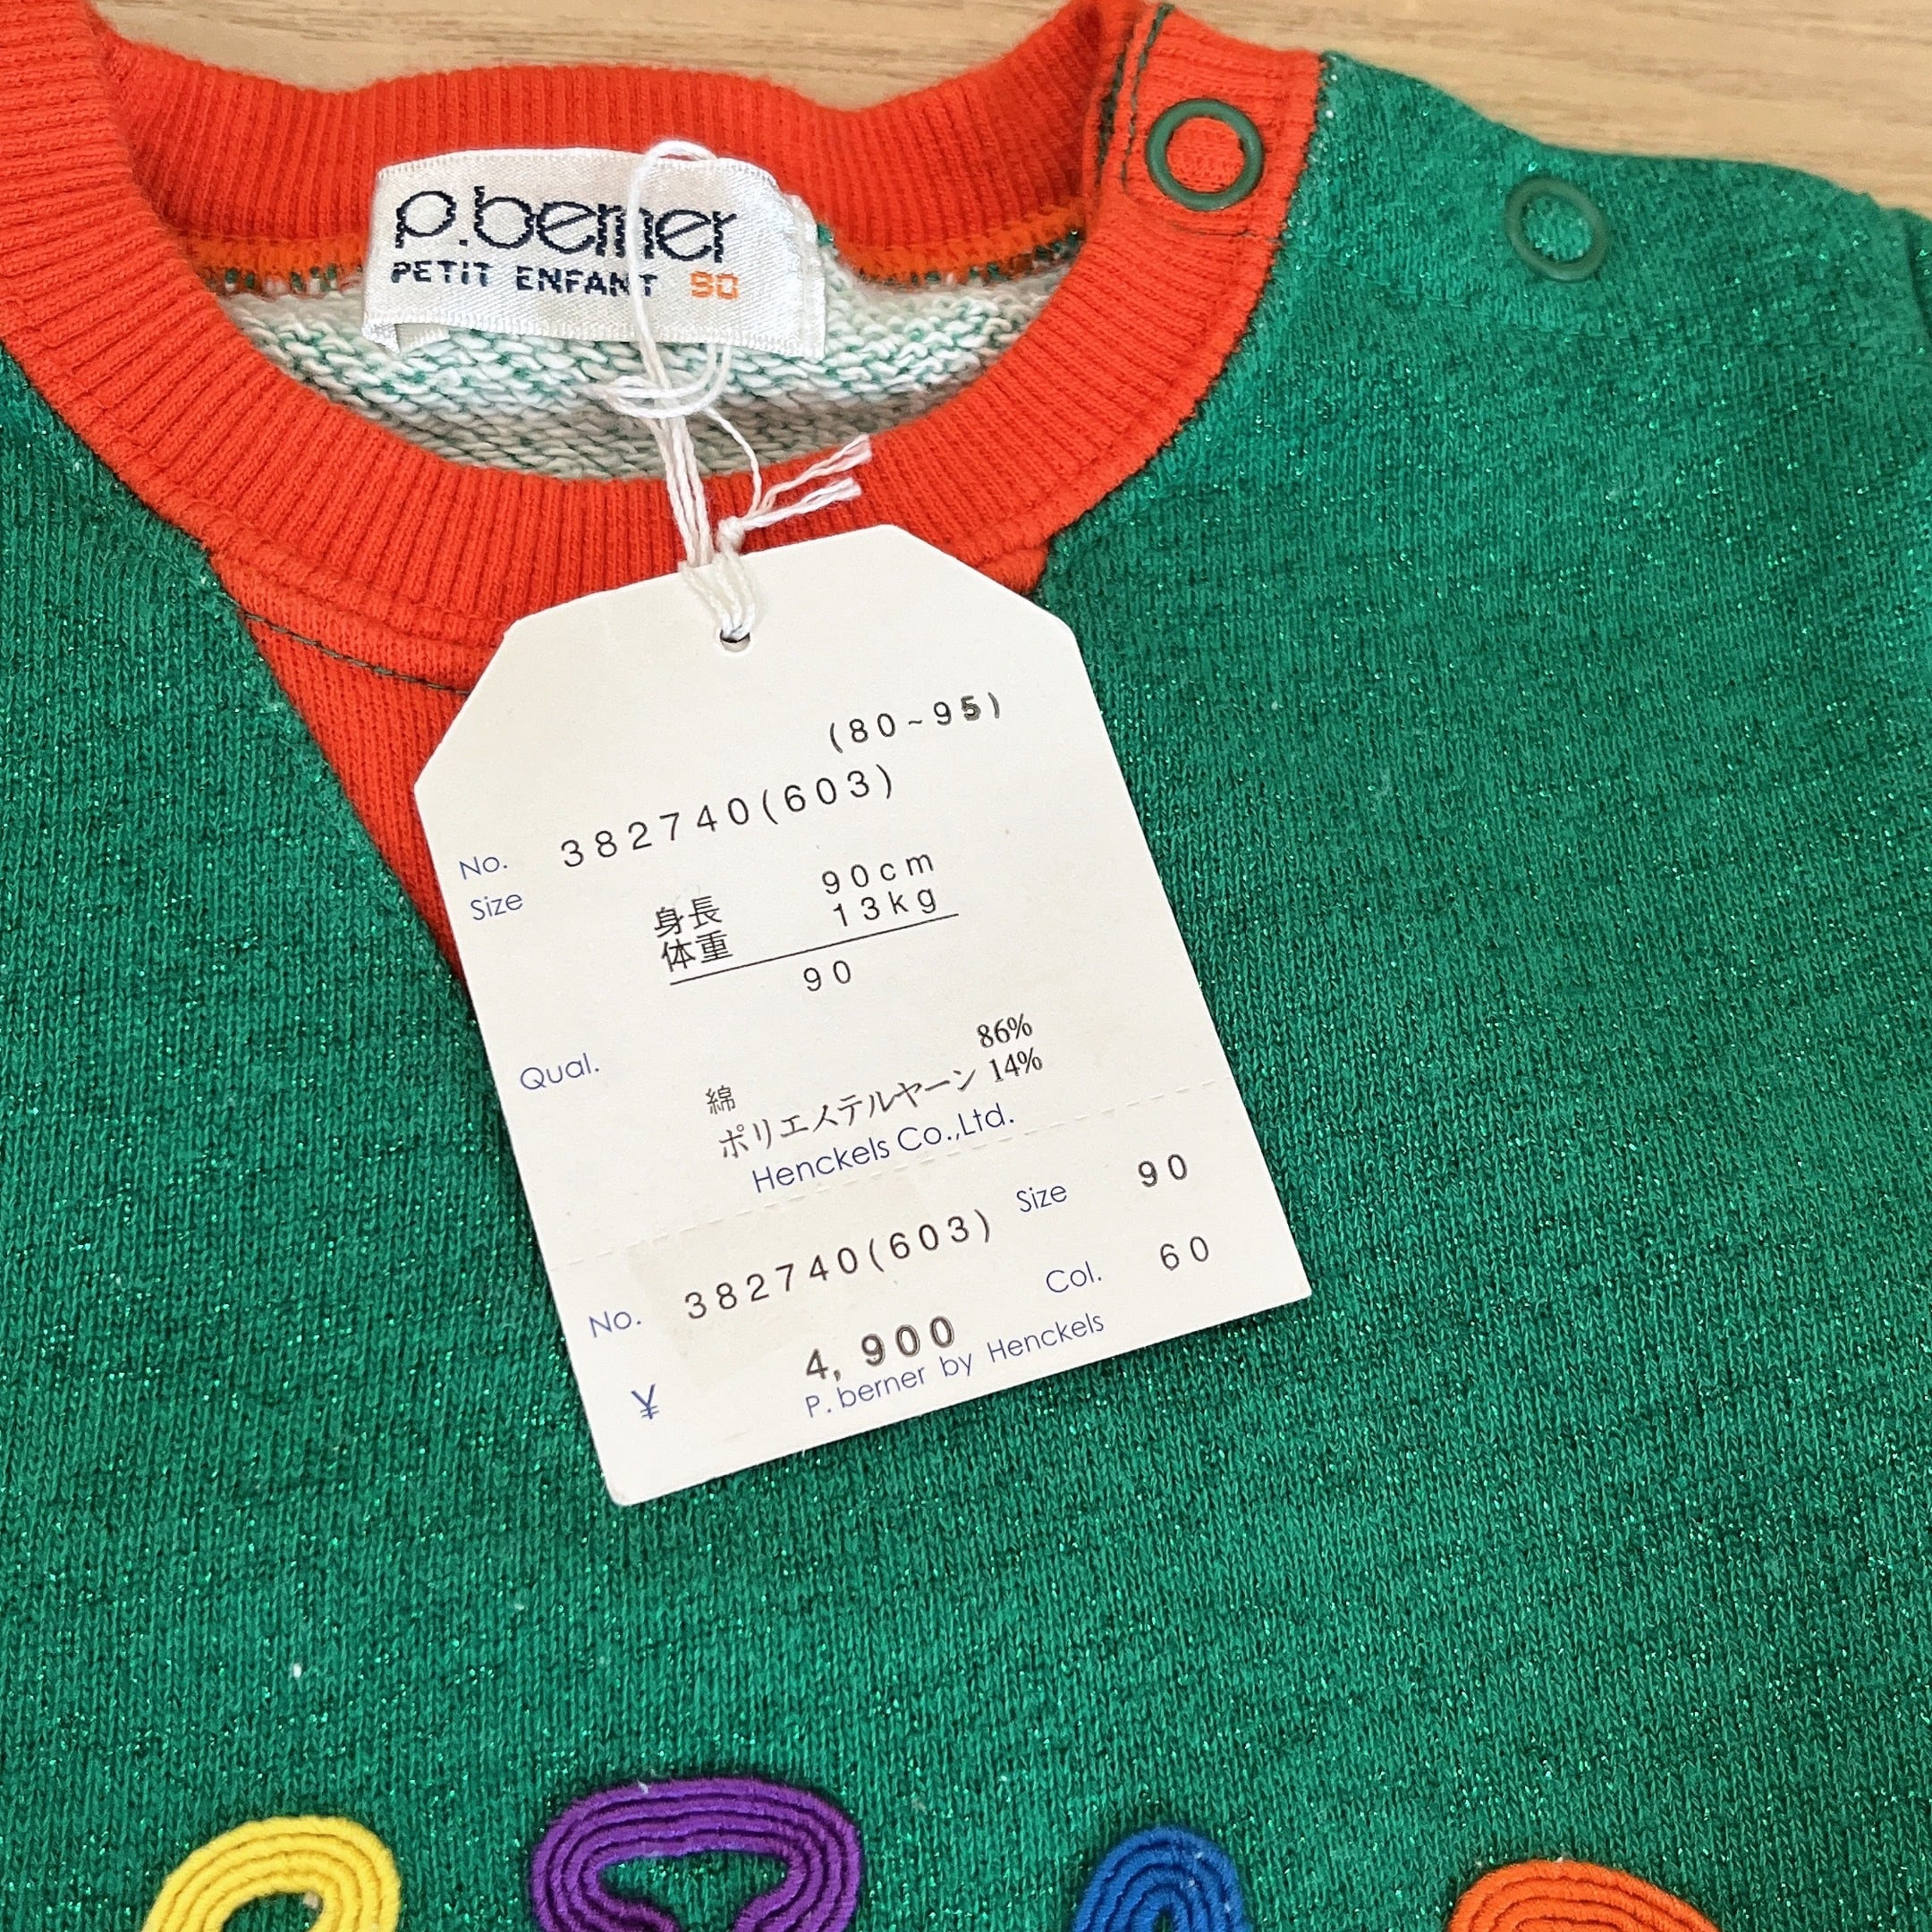 p.berner
PETIT ENFANT 90
(80~95)
No. 382740(603)
Size
身長 90cm
体重 13kg
90
Qual.
綿 86%
ポリエステルヤーン 14%
Henckels Co.,Ltd.
No. 382740(603) Size 90
¥ 4,900 Col. 60
P.berner by Henckels